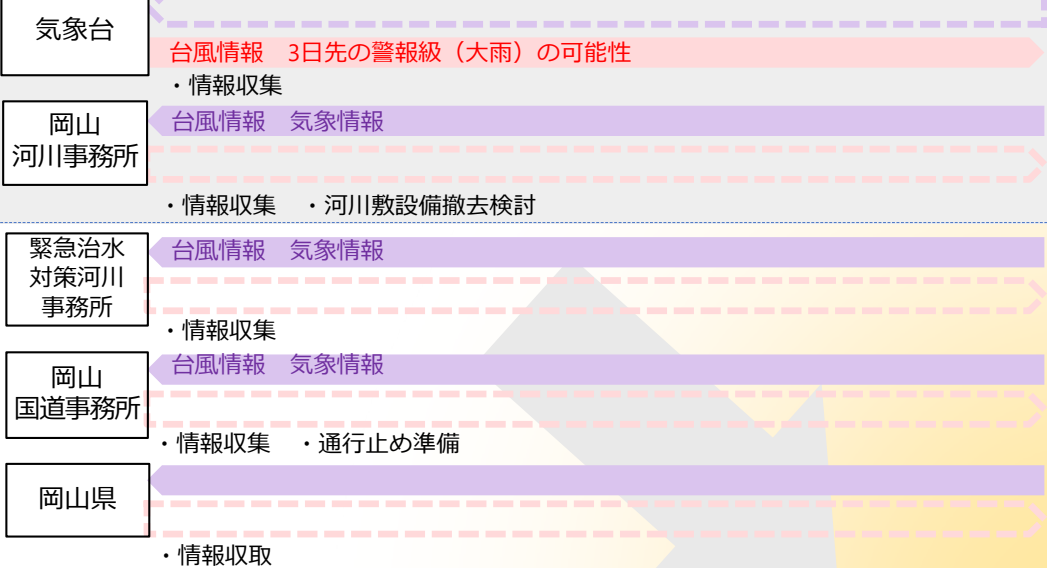 気象台
台風情報　3日先の警報級（大雨）の可能性
・情報収集
岡山
河川事務所
台風情報　気象情報
・情報収集　・河川敷設備撤去検討
緊急治水
対策河川
事務所
台風情報　気象情報
・情報収集
岡山
国道事務所
台風情報　気象情報
・情報収集　・通行止め準備
岡山県
・情報収取